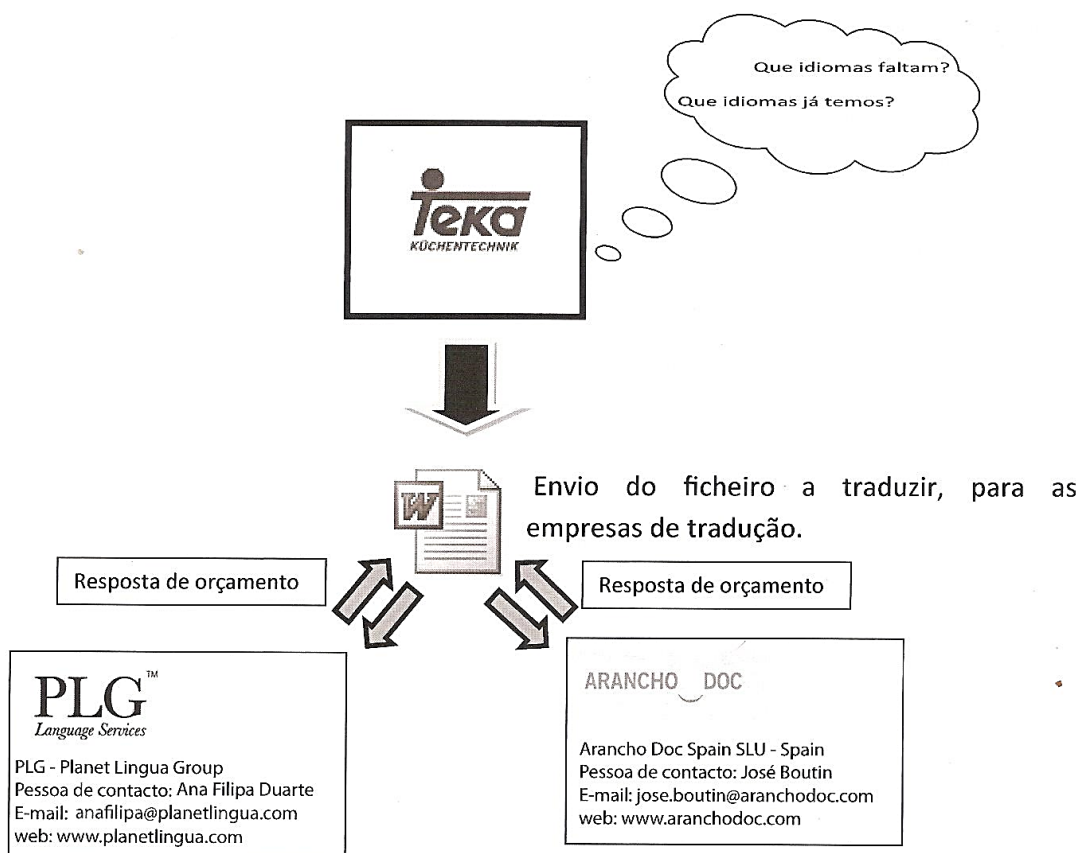 Que idiomas faltam?
Que idiomas já temos?
Teka
KÜCHENTECHNIK
W
Envio do ficheiro a traduzir, para as
empresas de tradução.
Resposta de orçamento
Resposta de orçamento
PLG™
Language Services
PLG - Planet Lingua Group
Pessoa de contacto: Ana Filipa Duarte
E-mail: anafilipa@planetlingua.com
web: www.planetlingua.com
ARANCHO DOC
Arancho Doc Spain SLU - Spain
Pessoa de contacto: José Boutin
E-mail: jose.boutin@aranchodoc.com
web: www.aranchodoc.com